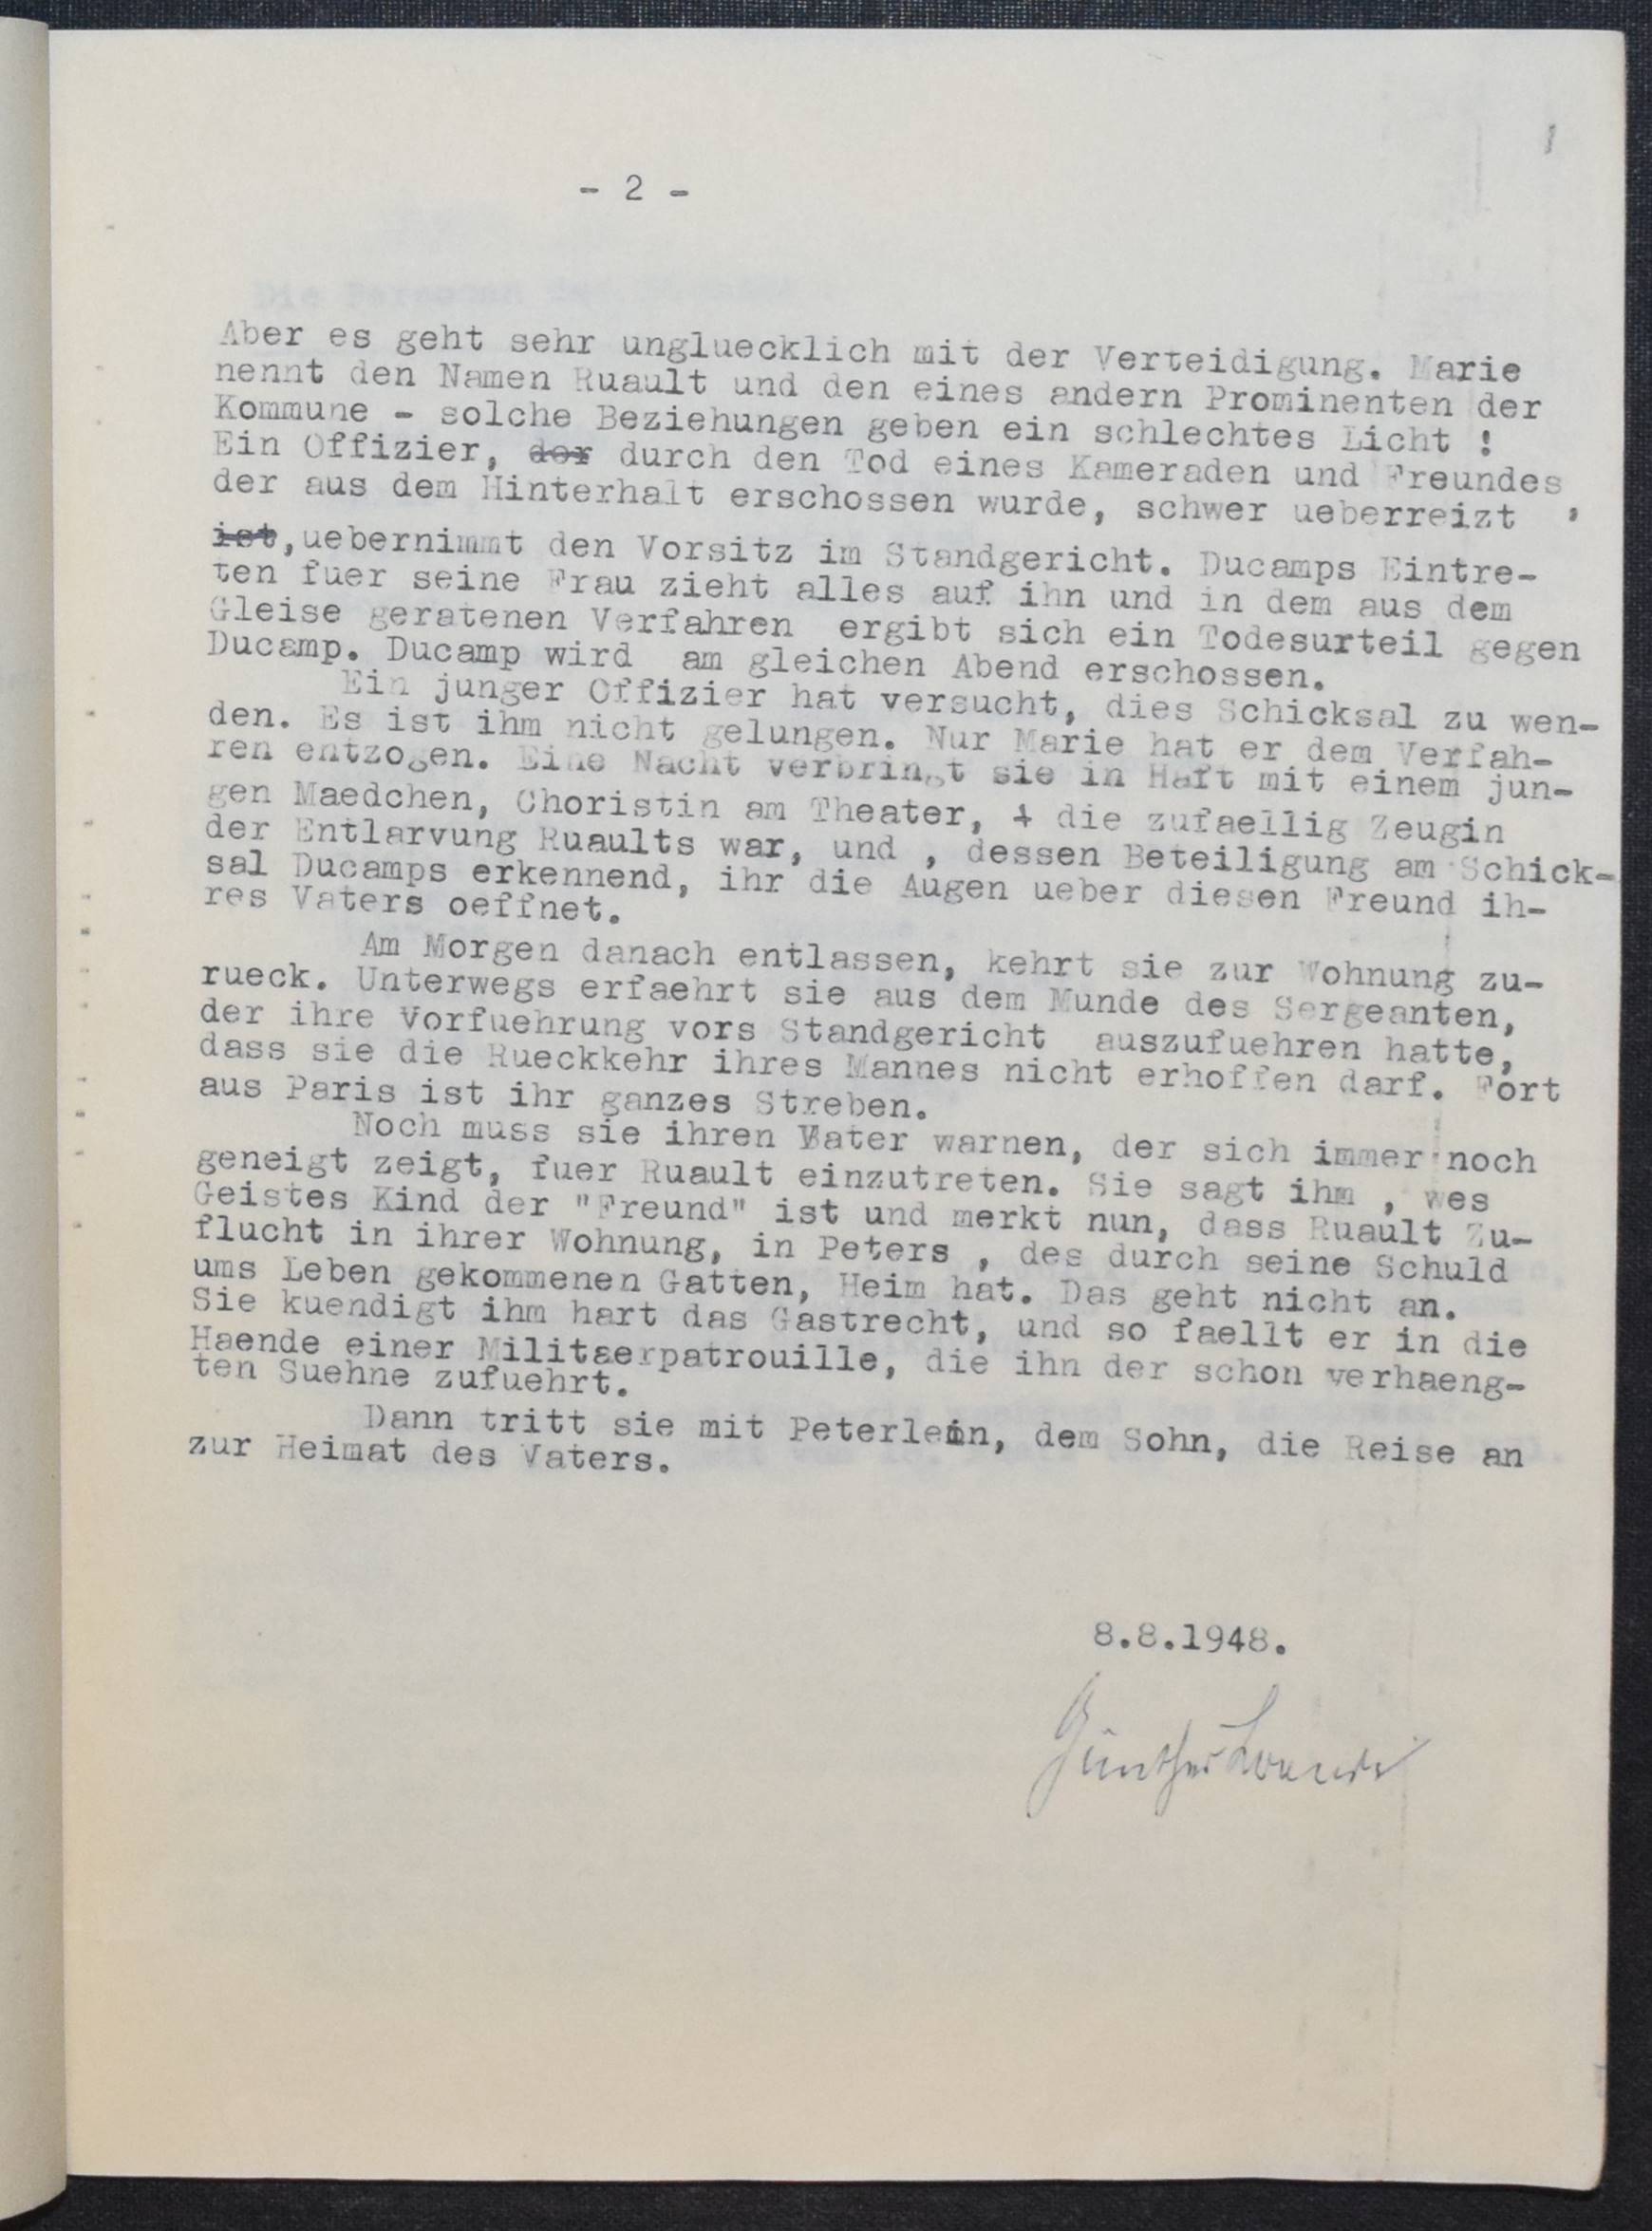 - 2 -
Aber es geht sehr ungluecklich mit der Verteidigung. Marie
nennt den Namen Ruault und den eines andern Prominenten der
Kommune - solche Beziehungen geben ein schlechtes Licht !
Ein Offizier, der durch den Tod eines Kameraden und Freundes
der aus dem Hinterhalt erschossen wurde, schwer ueberreizt ,
ist,uebernimmt den Vorsitz im Standgericht. Ducamps Eintre-
ten fuer seine Frau zieht alles auf ihn und in dem aus dem
Gleise geratenen Verfahren ergibt sich ein Todesurteil gegen
Ducamp. Ducamp wird am gleichen Abend erschossen.
Ein junger Offizier hat versucht, dies Schicksal zu wen-
den. Es ist ihm nicht gelungen. Nur Marie hat er dem Verfah-
ren entzogen. Eine Nacht verbringt sie in Haft mit einem jun-
gen Maedchen, Choristin am Theater, die zufaellig Zeugin
der Entlarvung Ruaults war, und , dessen Beteiligung am Schick-
sal Ducamps erkennend, ihr die Augen ueber diesen Freund ih-
res Vaters oeffnet.
Am Morgen danach entlassen, kehrt sie zur Wohnung zu-
rueck. Unterwegs erfaehrt sie aus dem Munde des Sergeanten,
der ihre Vorfuehrung vors Standgericht auszufuehren hatte,
dass sie die Rueckkehr ihres Mannes nicht erhoffen darf. Fort
aus Paris ist ihr ganzes Streben.
Noch muss sie ihren Vater warnen, der sich immer noch
geneigt zeigt, fuer Ruault einzutreten. Sie sagt ihm , wes
Geistes Kind der "Freund" ist und merkt nun, dass Ruault Zu-
flucht in ihrer Wohnung, in Peters , des durch seine Schuld
ums Leben gekommenen Gatten, Heim hat. Das geht nicht an.
Sie kuendigt ihm hart das Gastrecht, und so faellt er in die
Haende einer Militaerpatrouille, die ihn der schon verhaeng-
ten Suehne zufuehrt.
Dann tritt sie mit Peterlein, dem Sohn, die Reise an
zur Heimat des Vaters.
8.8.1948.
Günther